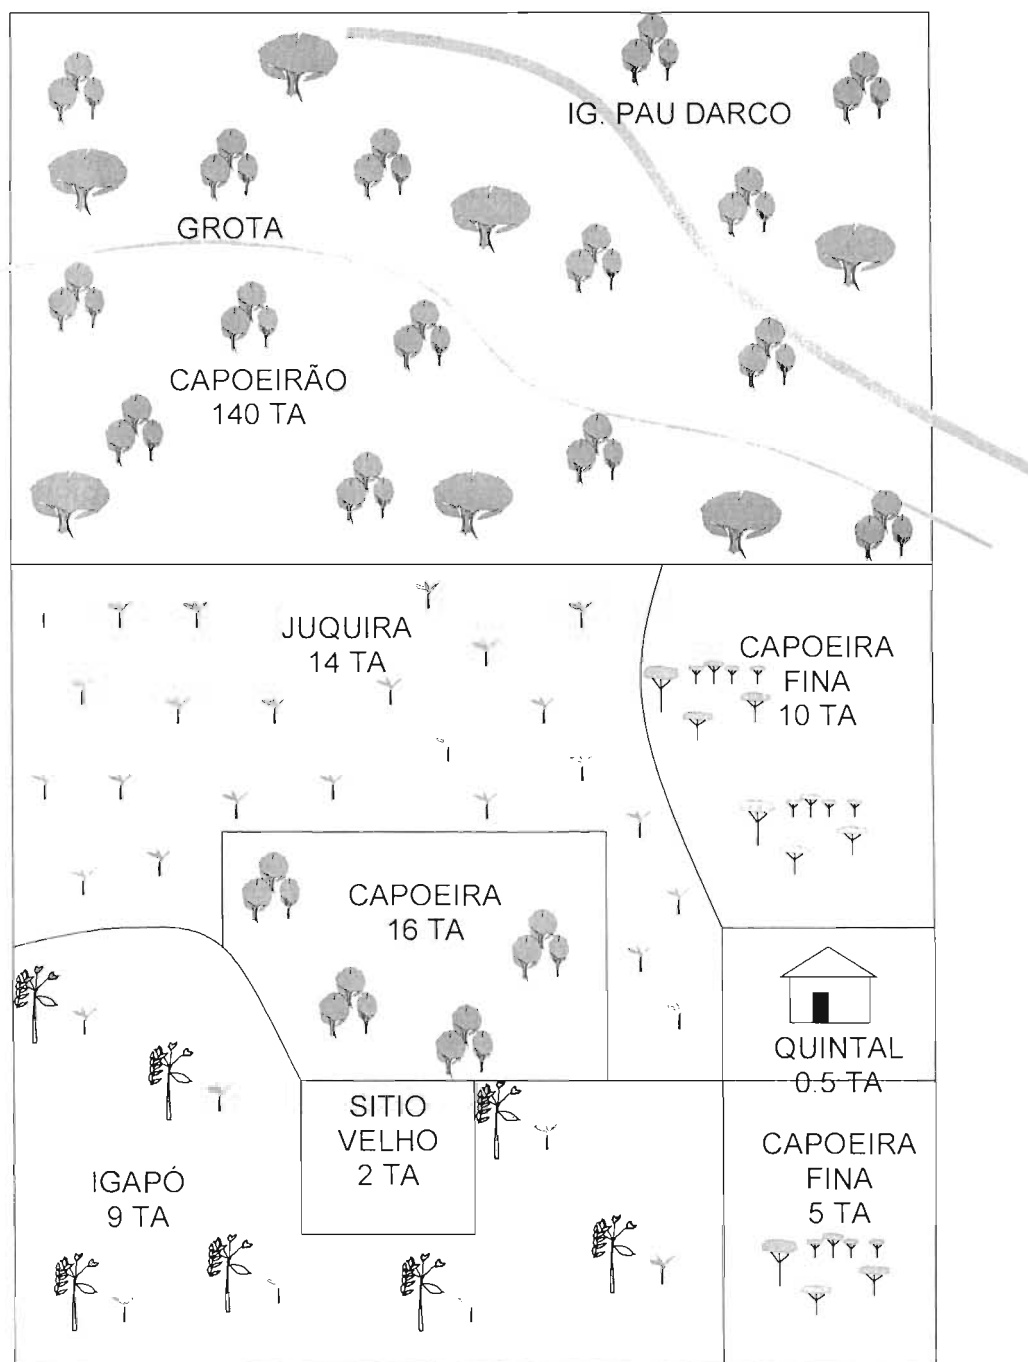 IG. PAU DARCO
GROTA
CAPOEIRÃO
140 TA
JUQUIRA
14 TA
CAPOEIRA
FINA
10 TA
CAPOEIRA
16 TA
QUINTAL
0.5 TA
SITIO
VELHO
2 TA
CAPOEIRA
FINA
5 TA
IGAPÓ
9 TA